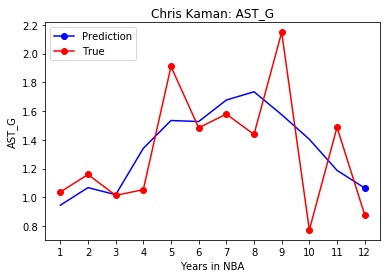 Chris Kaman: AST_G
Prediction
True
2.2
2.0
1.8
1.6
1.4
1.2
1.0
0.8
AST_G
1 2 3 4 5 6 7 8 9 10 11 12
Years in NBA